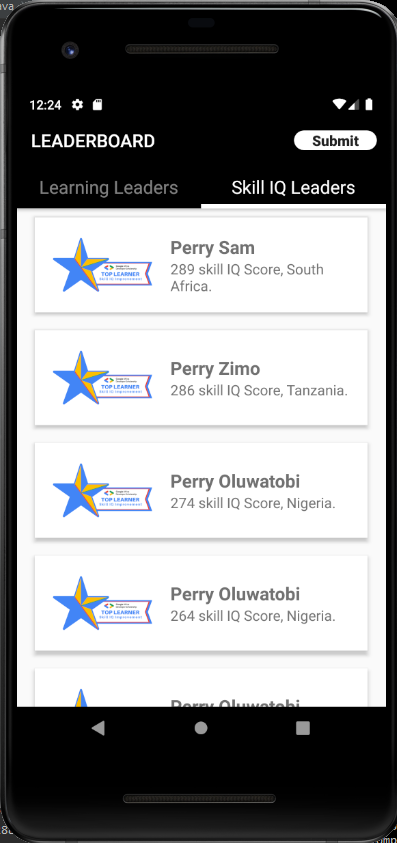 12:24
LEADERBOARD
Submit
Learning Leaders
Skill IQ Leaders
Perry Sam
289 skill IQ Score, South
Africa.
TOP LEARNER
Skill IQ Improvement
Perry Zimo
286 skill IQ Score, Tanzania.
TOP LEARNER
Skill IQ Improvement
Perry Oluwatobi
274 skill IQ Score, Nigeria.
TOP LEARNER
Skill IQ Improvement
Perry Oluwatobi
264 skill IQ Score, Nigeria.
TOP LEARNER
Skill IQ Improvement
Perry Oluwatobi